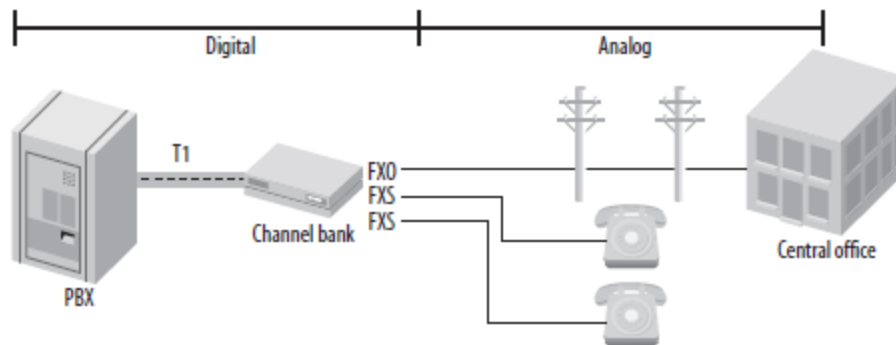 Digital
Analog
T1
FXO
FXS
FXS
Channel bank
PBX
Central office